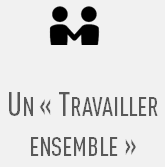 Un « Travailler
ensemble »